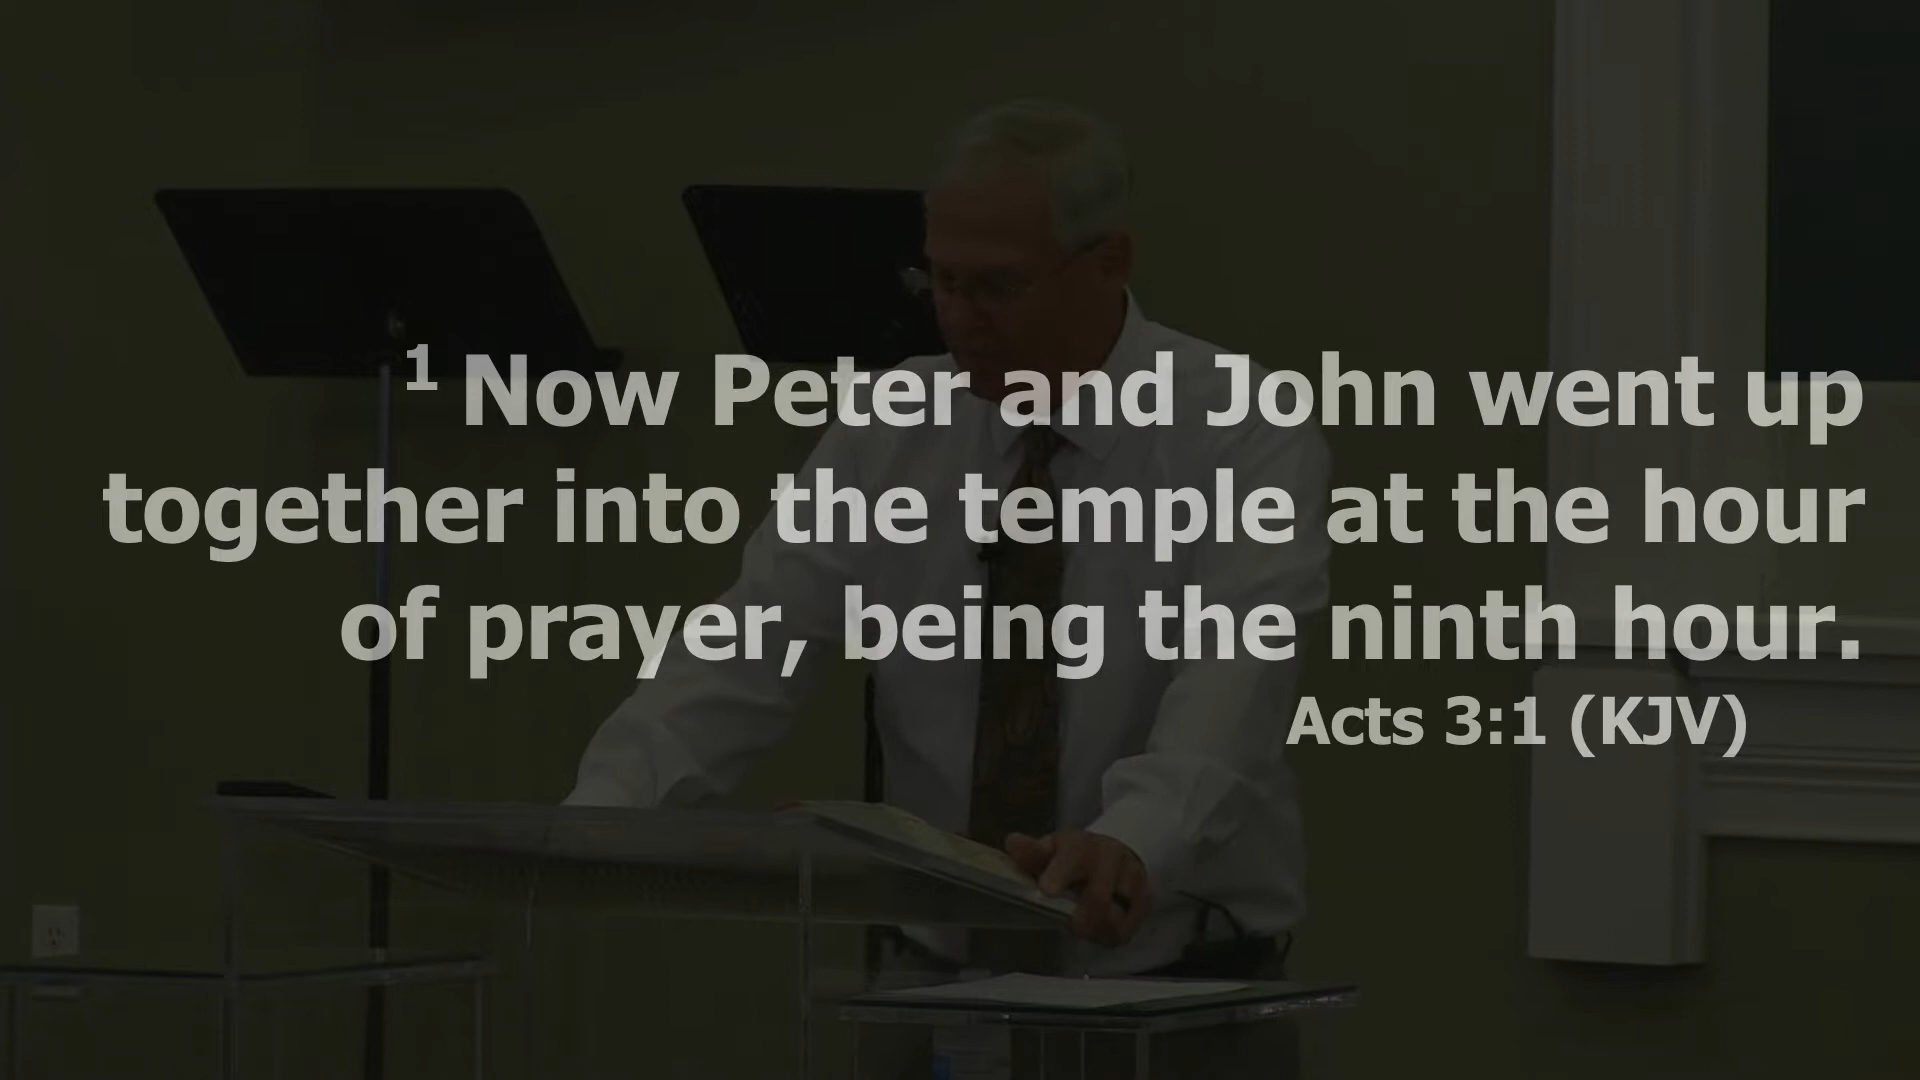 1 Now Peter and John went up
together into the temple at the hour
of prayer, being the ninth hour.
Acts 3:1 (KJV)